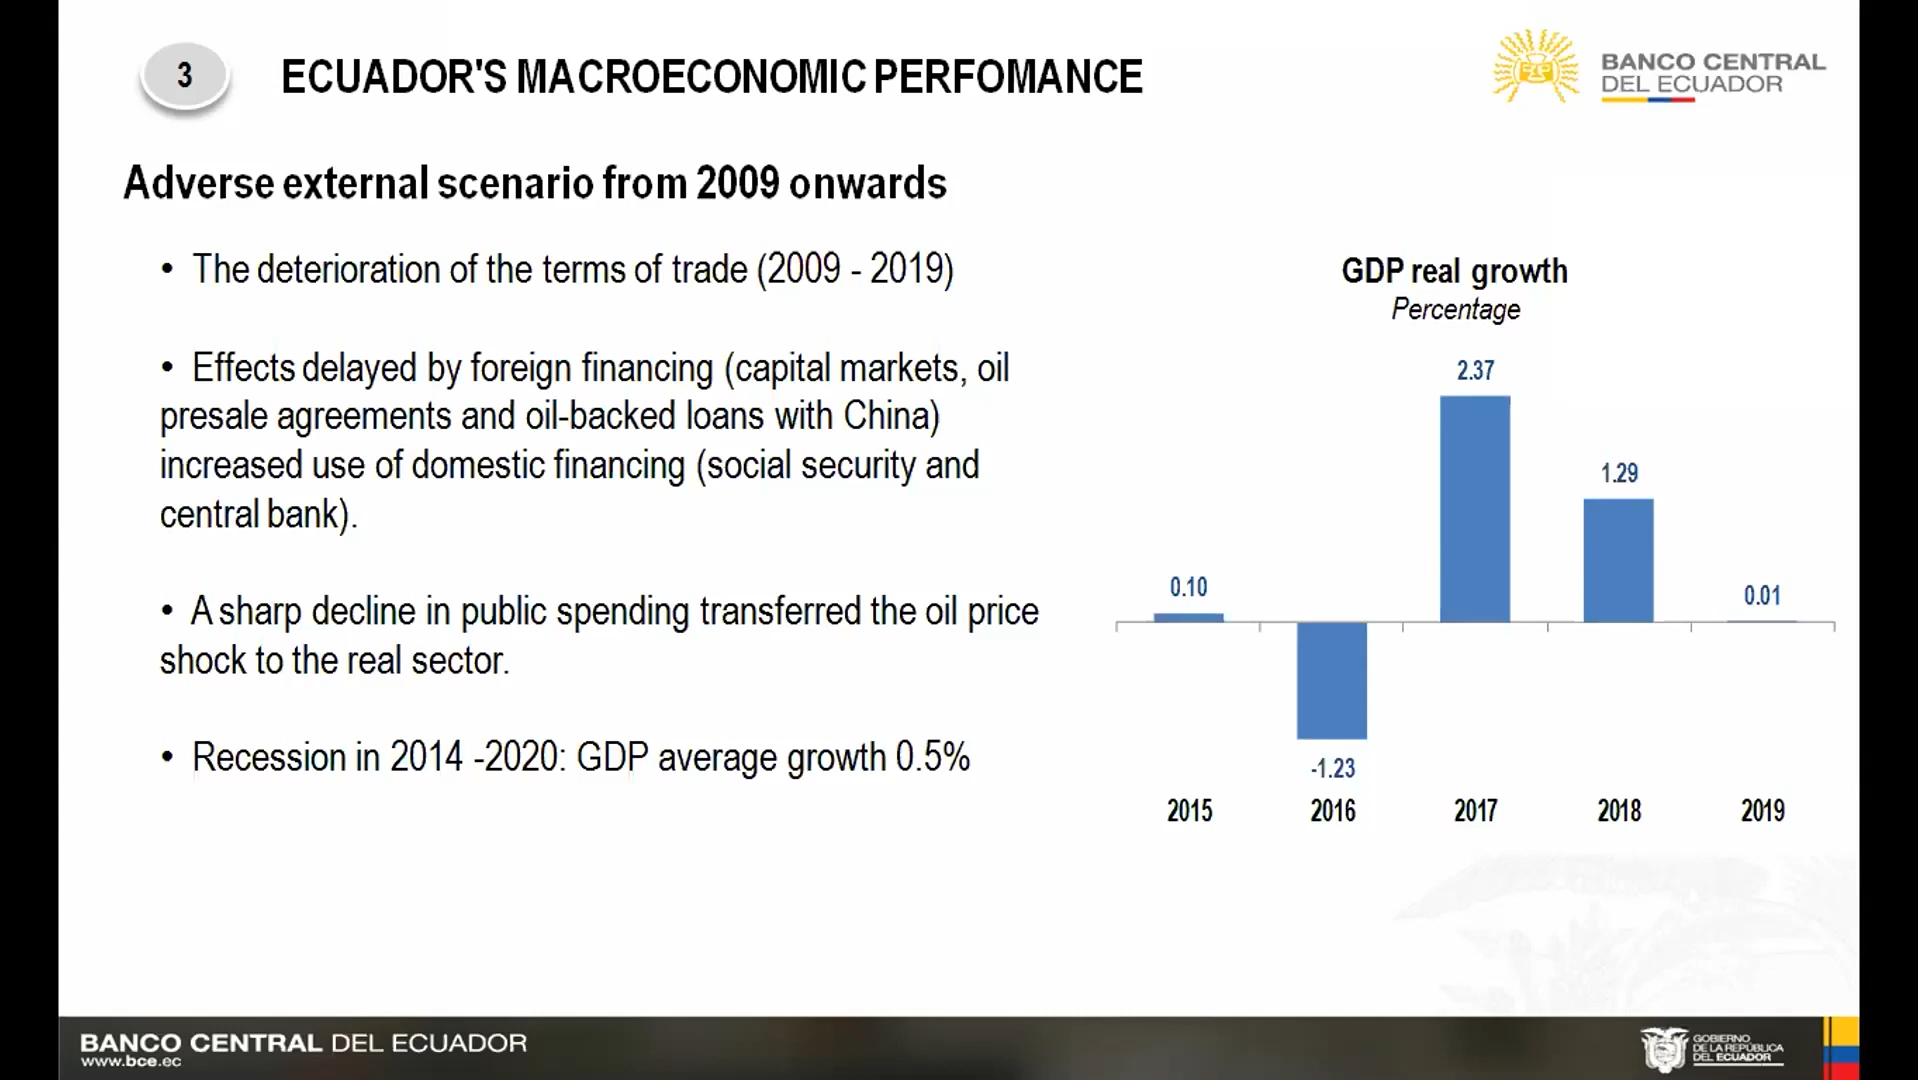 3
ECUADOR'S MACROECONOMIC PERFOMANCE
BANCO CENTRAL
DEL ECUADOR
Adverse external scenario from 2009 onwards
• The deterioration of the terms of trade (2009 - 2019)
• Effects delayed by foreign financing (capital markets, oil
presale agreements and oil-backed loans with China)
increased use of domestic financing (social security and
central bank).
• A sharp decline in public spending transferred the oil price
shock to the real sector.
• Recession in 2014 -2020: GDP average growth 0.5%
GDP real growth
Percentage
2.37
1.29
0.10
0.01
-1.23
2015 2016 2017 2018 2019
BANCO CENTRAL DEL ECUADOR
www.bce.ec
GOBIERNO
DE LA REPÚBLICA
DEL ECUADOR